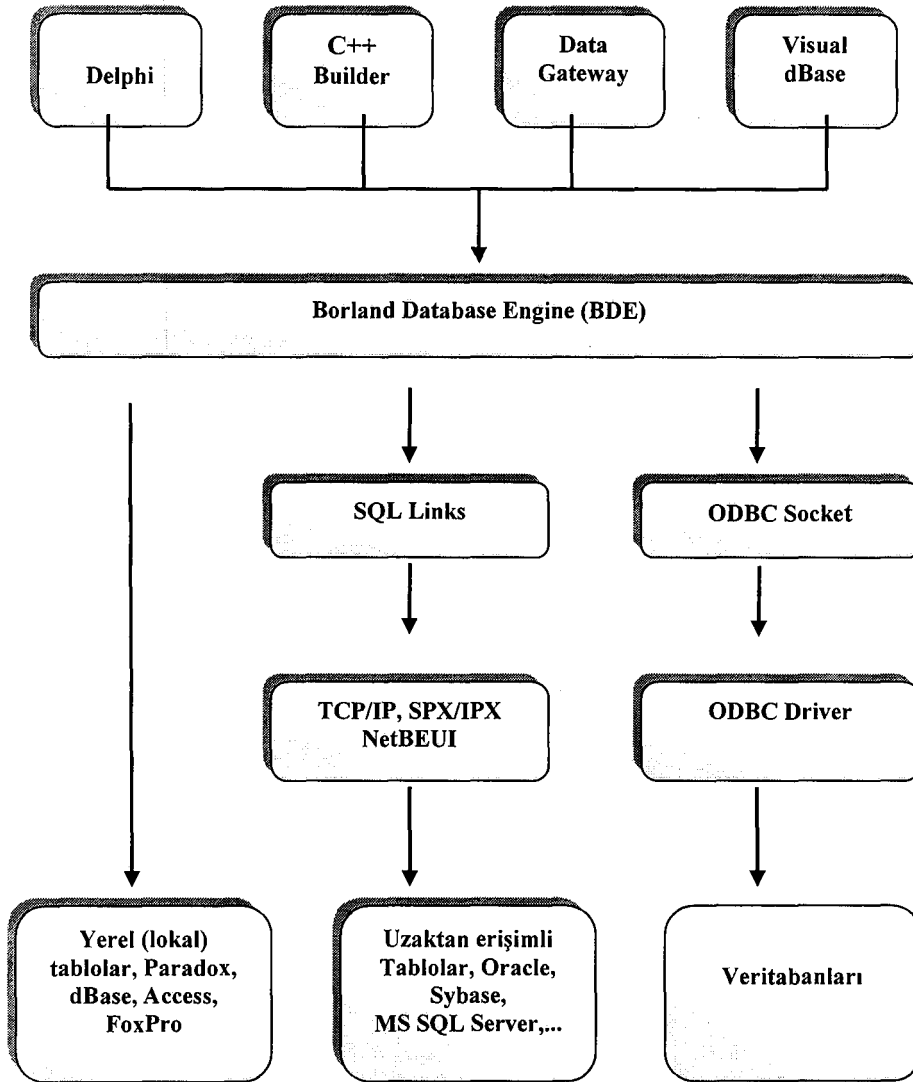 Delphi
C++
Builder
Data
Gateway
Visual
dBase
Borland Database Engine (BDE)
SQL Links
ODBC Socket
TCP/IP, SPX/IPX
NetBEUI
ODBC Driver
Yerel (lokal)
tablolar, Paradox,
dBase, Access,
FoxPro
Uzaktan erişimli
Tablolar, Oracle,
Sybase,
MS SQL Server,...
Veritabanları